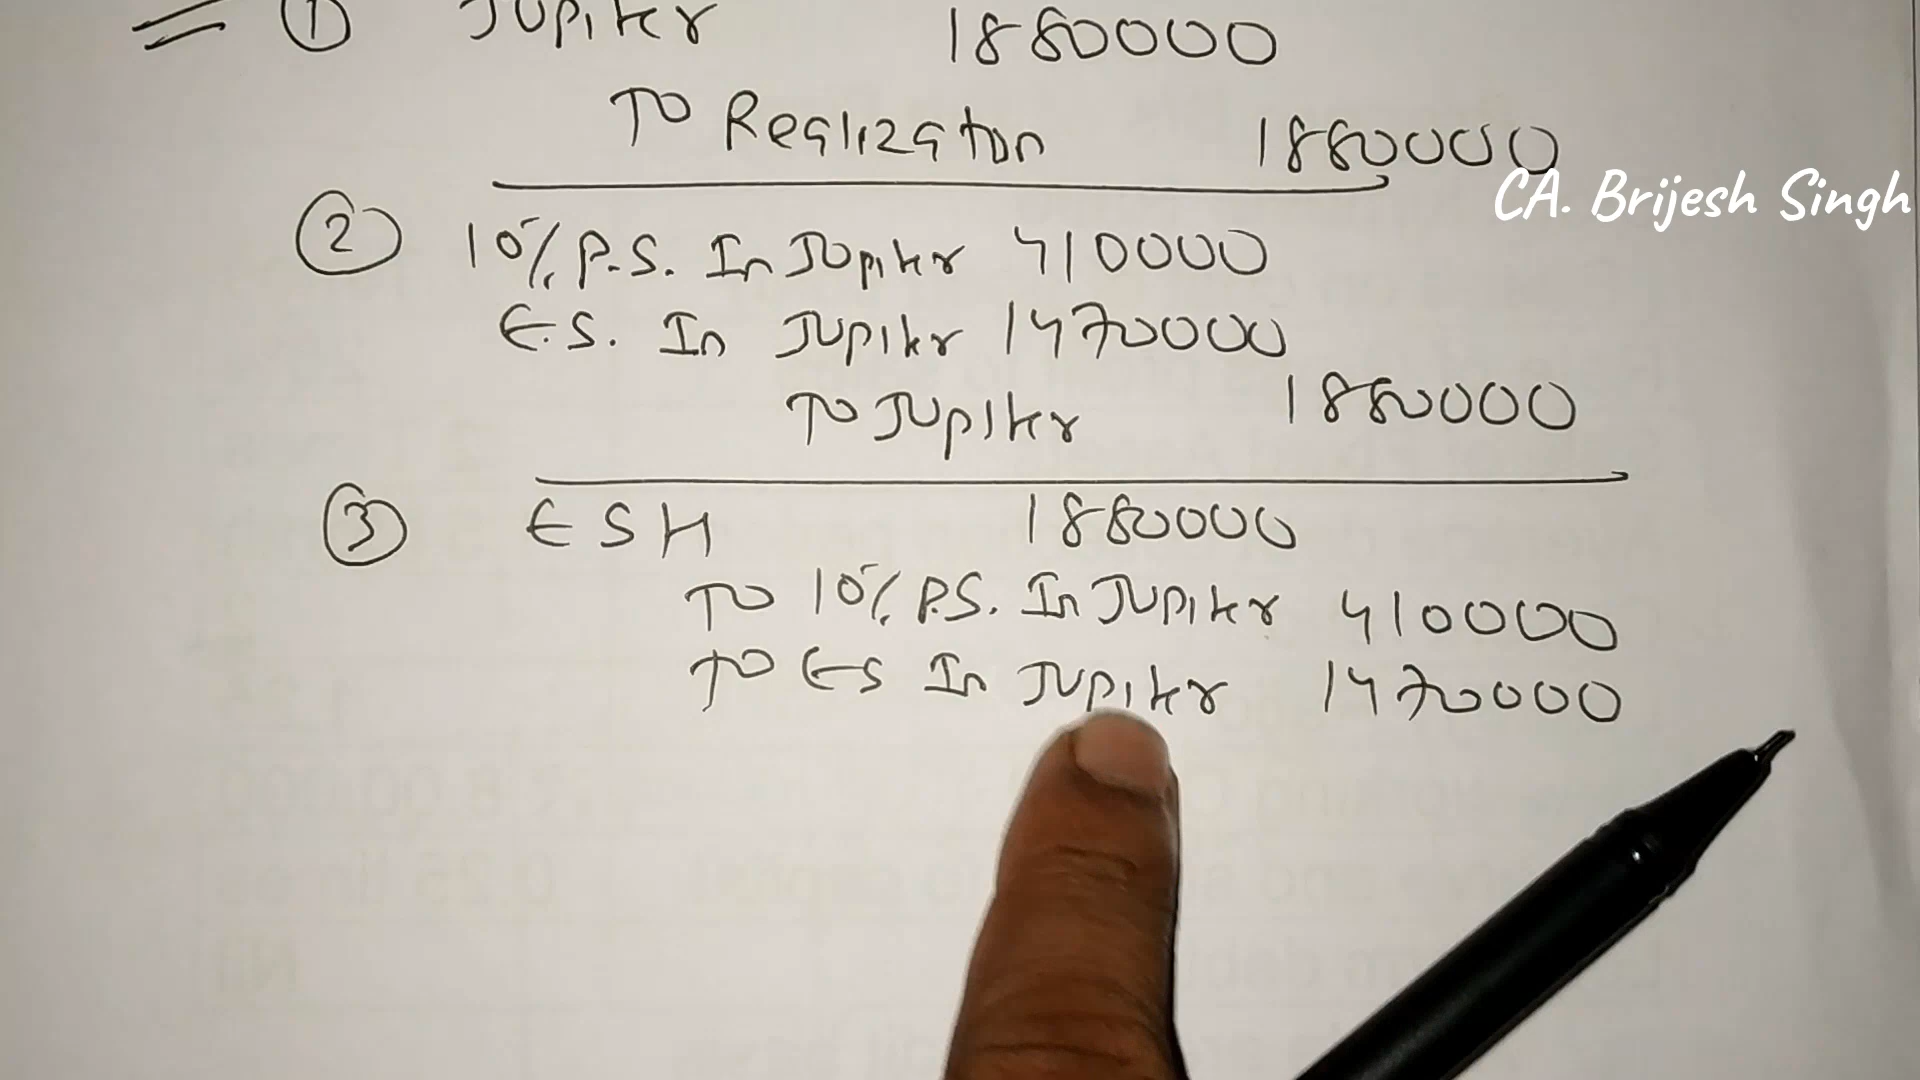 = ① Jupiter 1880000
To Realization 1880000
CA. Brijesh Singh
② 10% P.S. In Jupiter 410000
E.S. In Jupiter 1470000
To Jupiter 1880000
③ ESH 1880000
To 10% P.S. In Jupiter 410000
To ES In Jupiter 1470000